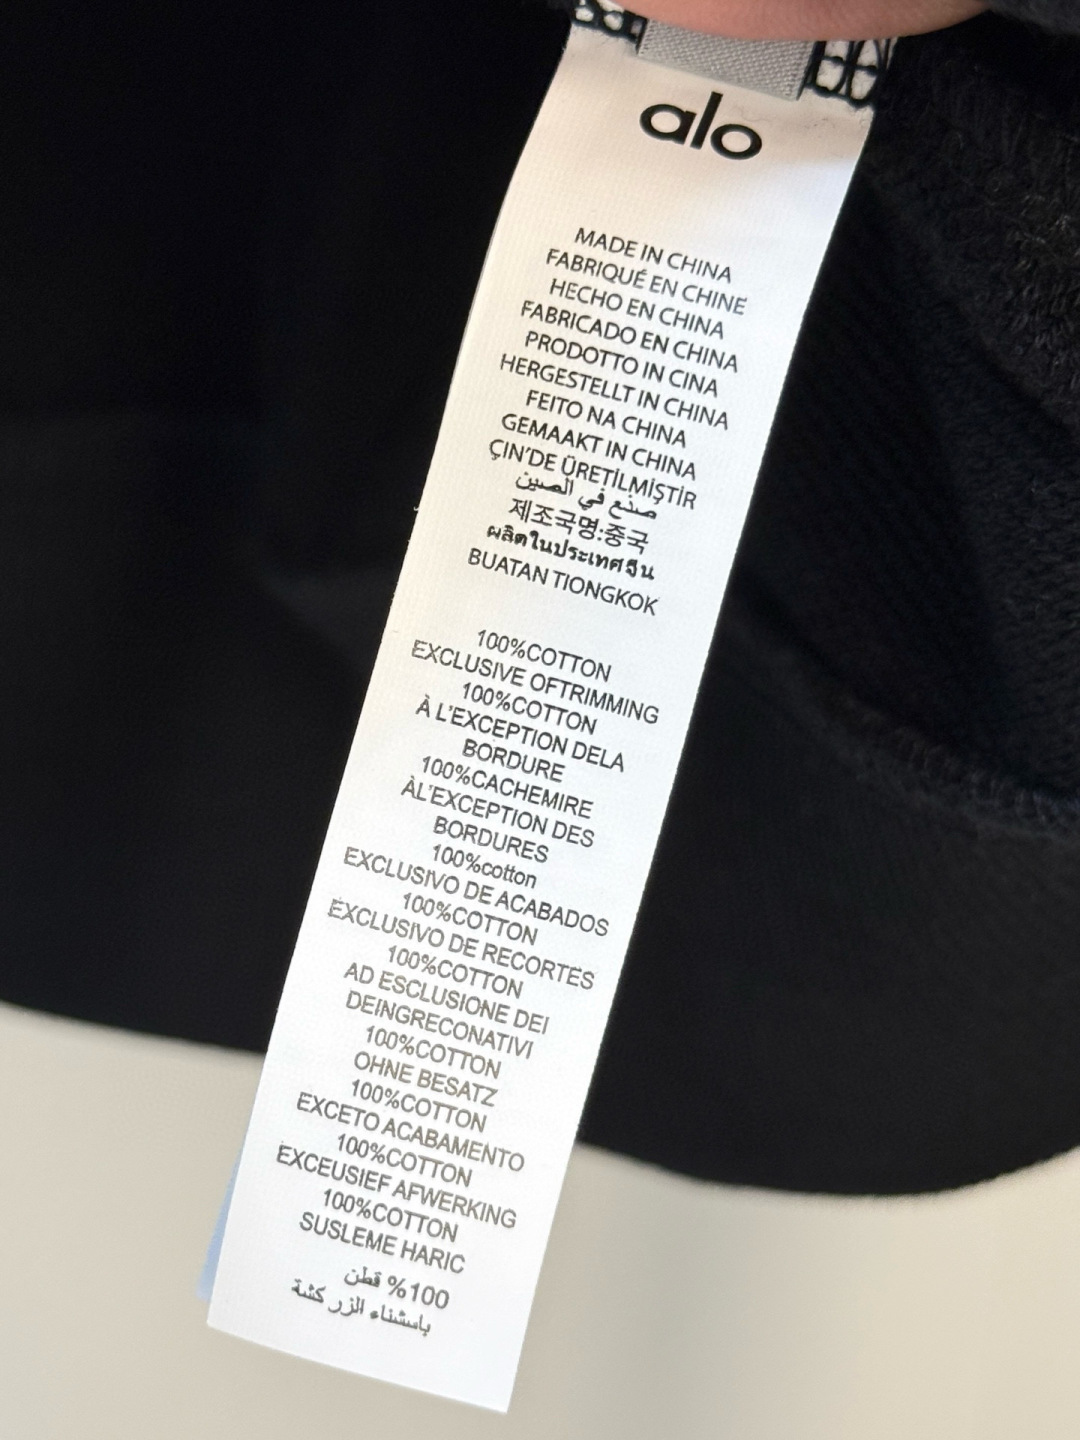 alo
MADE IN CHINA
FABRIQUÉ EN CHINE
HECHO EN CHINA
FABRICADO EN CHINA
PRODOTTO IN CINA
HERGESTELLT IN CHINA
FEITO NA CHINA
GEMAAKT IN CHINA
ÇIN'DE ÜRETİLMİŞTİR
صنع في الصين
제조국명:중국
ผลิตในประเทศจีน
BUATAN TIONGKOK
100%COTTON
EXCLUSIVE OFTRIMMING
100%COTTON
À L'EXCEPTION DELA
BORDURE
100%CACHEMIRE
ÀL'EXCEPTION DES
BORDURES
100%cotton
EXCLUSIVO DE ACABADOS
100%COTTON
EXCLUSIVO DE RECORTES
100%COTTON
AD ESCLUSIONE DEI
DEINGRECONATIVI
100%COTTON
OHNE BESATZ
100%COTTON
EXCETO ACABAMENTO
100%COTTON
EXCEUSIEF AFWERKING
100%COTTON
SUSLEME HARIC
100% قطن
باستثناء الزر كشة